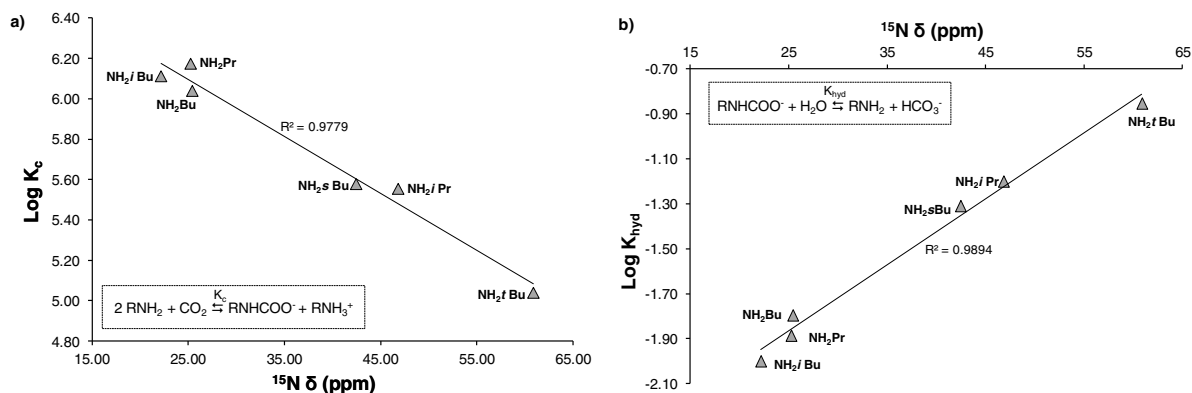 a)
6.40
6.20
6.00
5.80
5.60
5.40
5.20
5.00
4.80
Log K꜀
NH₂i Bu
NH₂Pr
NH₂Bu
R² = 0.9779
NH₂s Bu
NH₂i Pr
NH₂t Bu
K꜀
2 RNH₂ + CO₂ ⇆ RNHCOO⁻ + RNH₃⁺
15.00 25.00 35.00 45.00 55.00 65.00
¹⁵N δ (ppm)
b)
¹⁵N δ (ppm)
15 25 35 45 55 65
-0.70
-0.90
-1.10
-1.30
-1.50
-1.70
-1.90
-2.10
Log Khyd
Khyd
RNHCOO⁻ + H₂O ⇆ RNH₂ + HCO₃⁻
NH₂t Bu
NH₂i Pr
NH₂sBu
R² = 0.9894
NH₂Bu
NH₂Pr
NH₂i Bu